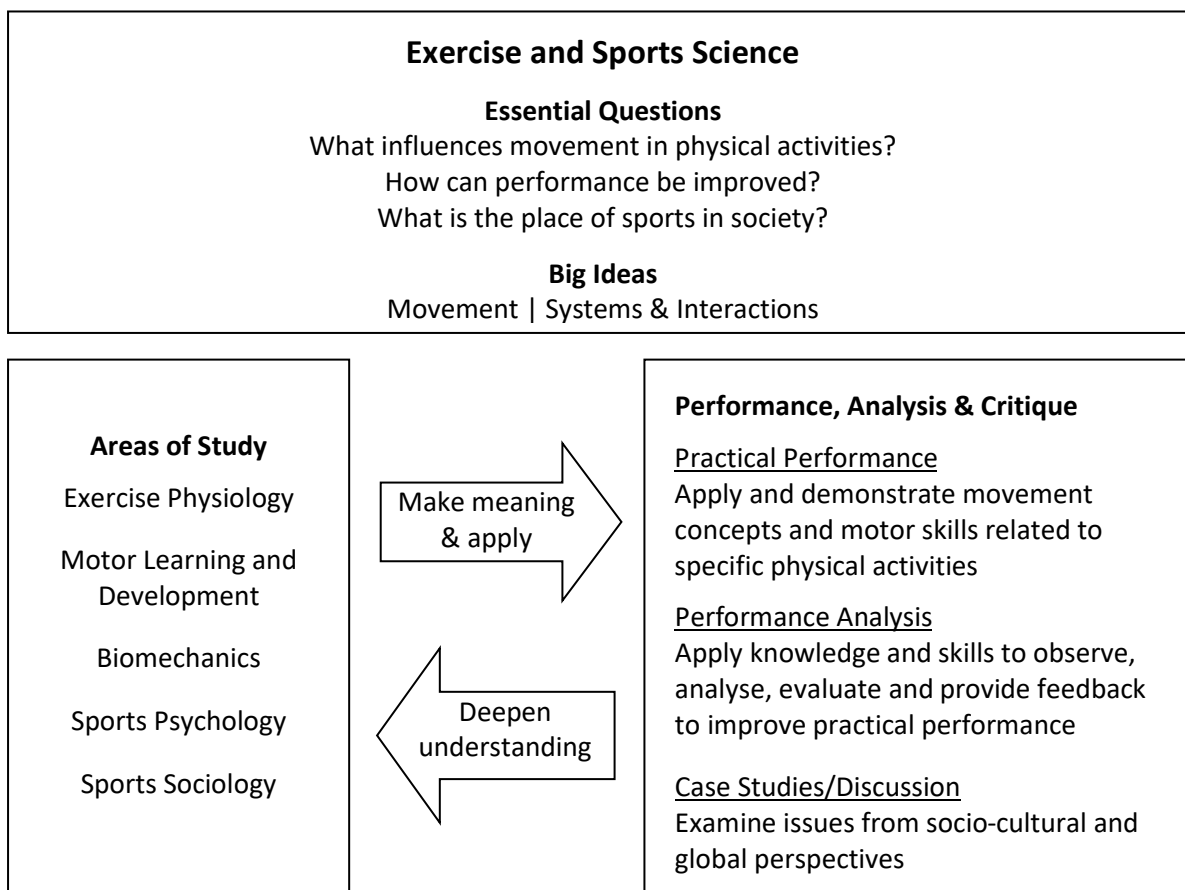 Exercise and Sports Science
Essential Questions
What influences movement in physical activities?
How can performance be improved?
What is the place of sports in society?
Big Ideas
Movement | Systems & Interactions
Areas of Study
Exercise Physiology
Motor Learning and
Development
Biomechanics
Sports Psychology
Sports Sociology
Make meaning
& apply
Deepen
understanding
Performance, Analysis & Critique
Practical Performance
Apply and demonstrate movement
concepts and motor skills related to
specific physical activities
Performance Analysis
Apply knowledge and skills to observe,
analyse, evaluate and provide feedback
to improve practical performance
Case Studies/Discussion
Examine issues from socio-cultural and
global perspectives